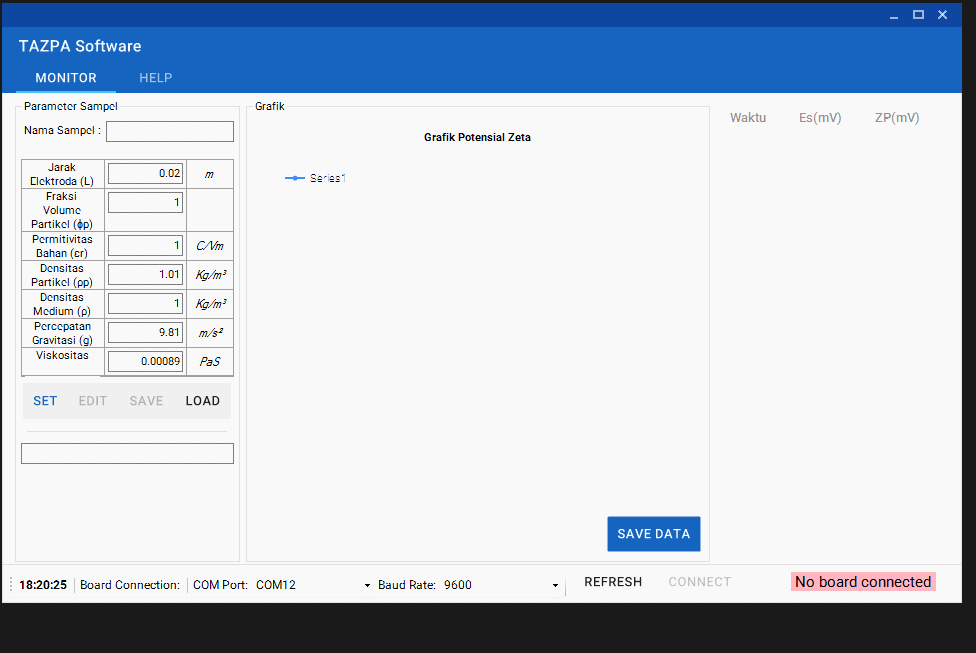 TAZPA Software
MONITOR HELP
Parameter Sampel
Nama Sampel :
Jarak
Elektroda (L)
0.02
m
Fraksi
Volume
Partikel (ϕp)
1
Permitivitas
Bahan (εr)
1
C/Vm
Densitas
Partikel (ρp)
1.01
Kg/m³
Densitas
Medium (ρ)
1
Kg/m³
Percepatan
Gravitasi (g)
9.81
m/s²
Viskositas
0.00089
PaS
SET EDIT SAVE LOAD
Grafik
Grafik Potensial Zeta
Series1
SAVE DATA
Waktu Es(mV) ZP(mV)
18:20:25 Board Connection: COM Port: COM12 Baud Rate: 9600 REFRESH CONNECT No board connected